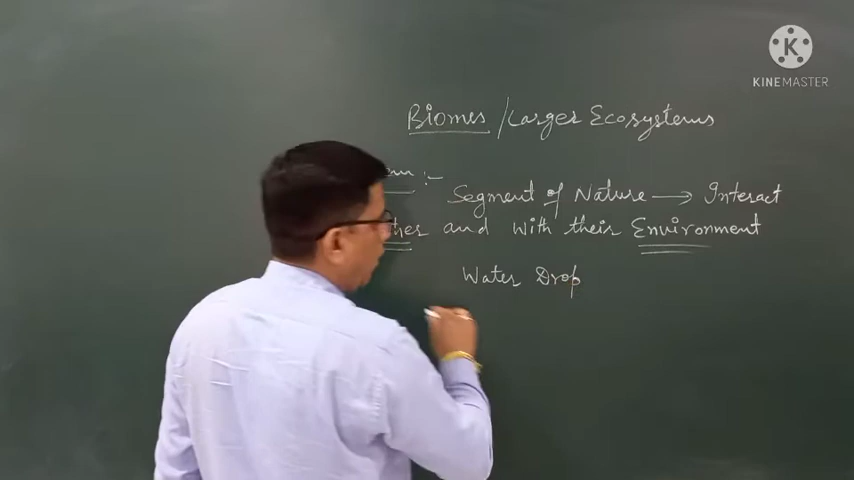 KINEMASTER
Biomes / Larger Ecosystems
:-
Segment of Nature → Interact
and with their Environment
Water Drop